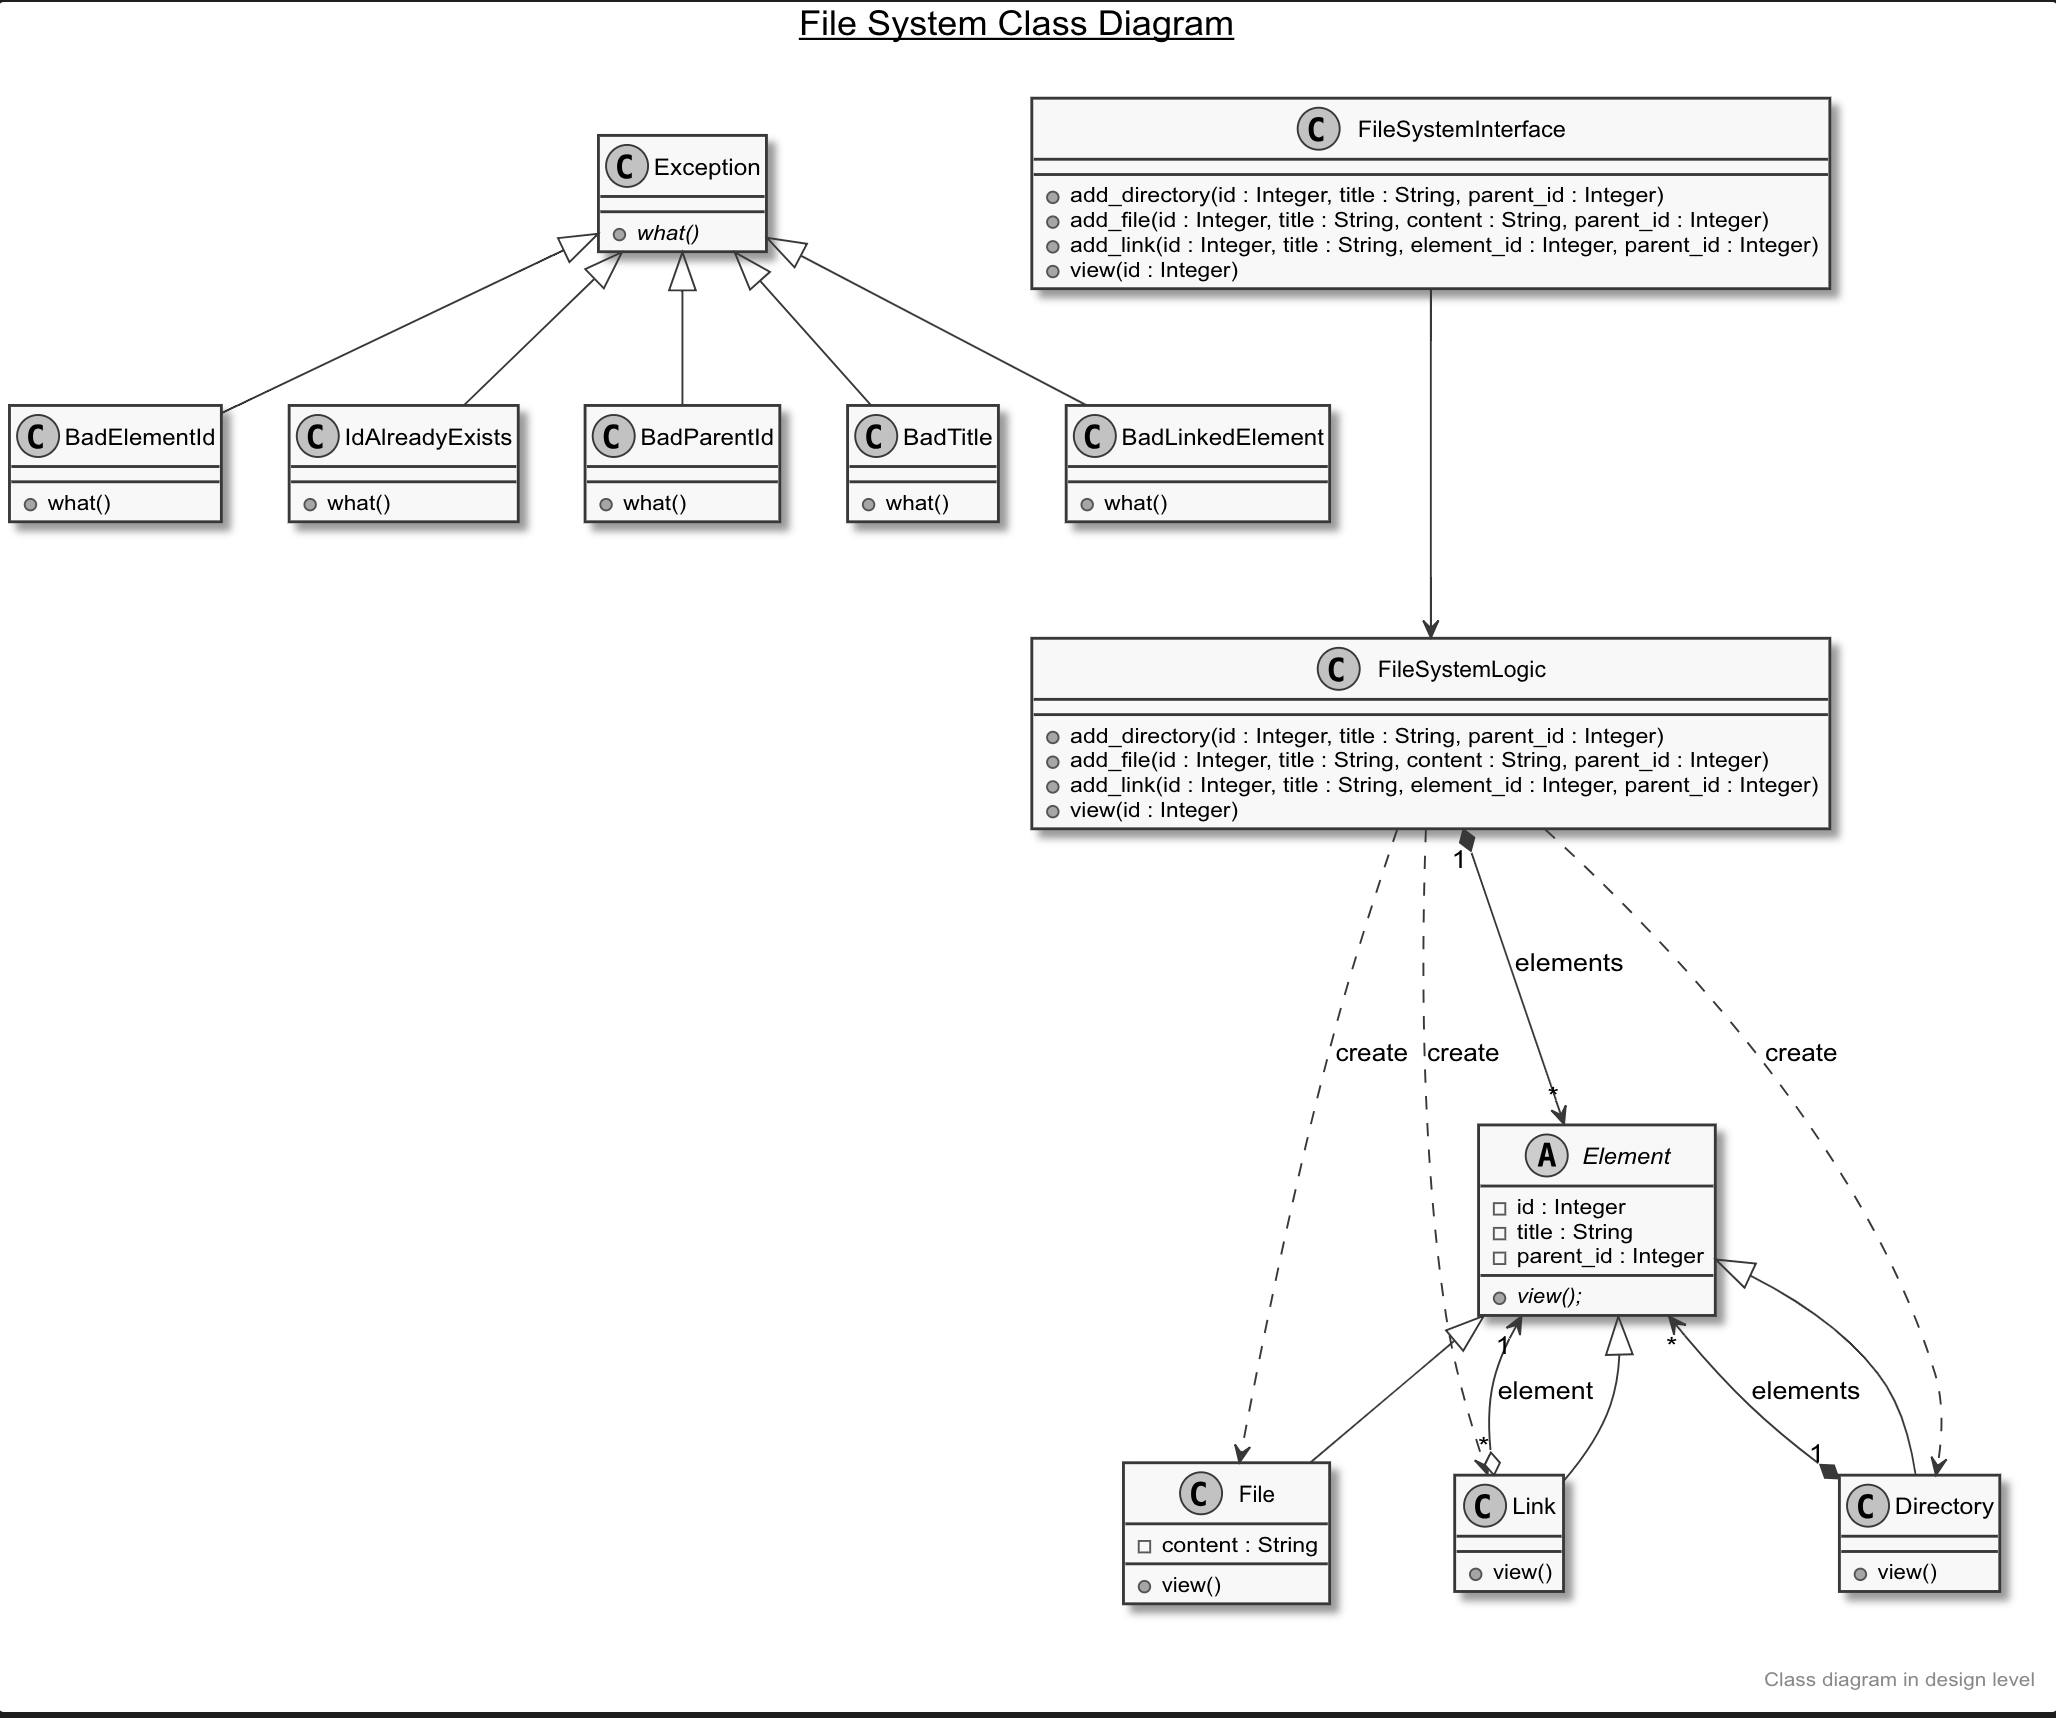 File System Class Diagram
C Exception
what()
C FileSystemInterface
add_directory(id : Integer, title : String, parent_id : Integer)
add_file(id : Integer, title : String, content : String, parent_id : Integer)
add_link(id : Integer, title : String, element_id : Integer, parent_id : Integer)
view(id : Integer)
C BadElementId
what()
C IdAlreadyExists
what()
C BadParentId
what()
C BadTitle
what()
C BadLinkedElement
what()
C FileSystemLogic
add_directory(id : Integer, title : String, parent_id : Integer)
add_file(id : Integer, title : String, content : String, parent_id : Integer)
add_link(id : Integer, title : String, element_id : Integer, parent_id : Integer)
view(id : Integer)
1
elements
create
create
create
*
A Element
id : Integer
title : String
parent_id : Integer
view();
1
*
element
elements
*
1
C File
content : String
view()
C Link
view()
C Directory
view()
Class diagram in design level